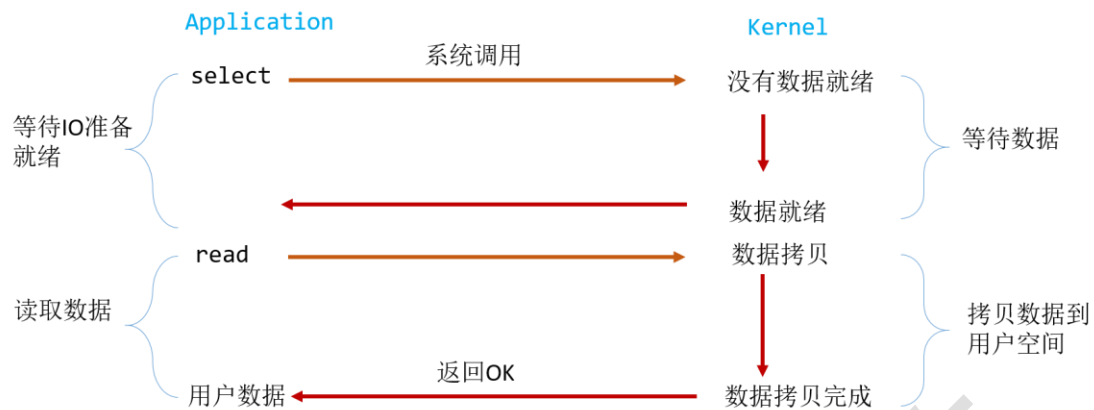 Application
Kernel
系统调用
select
没有数据就绪
等待IO准备
就绪
等待数据
数据就绪
read
数据拷贝
读取数据
拷贝数据到
用户空间
返回OK
用户数据
数据拷贝完成